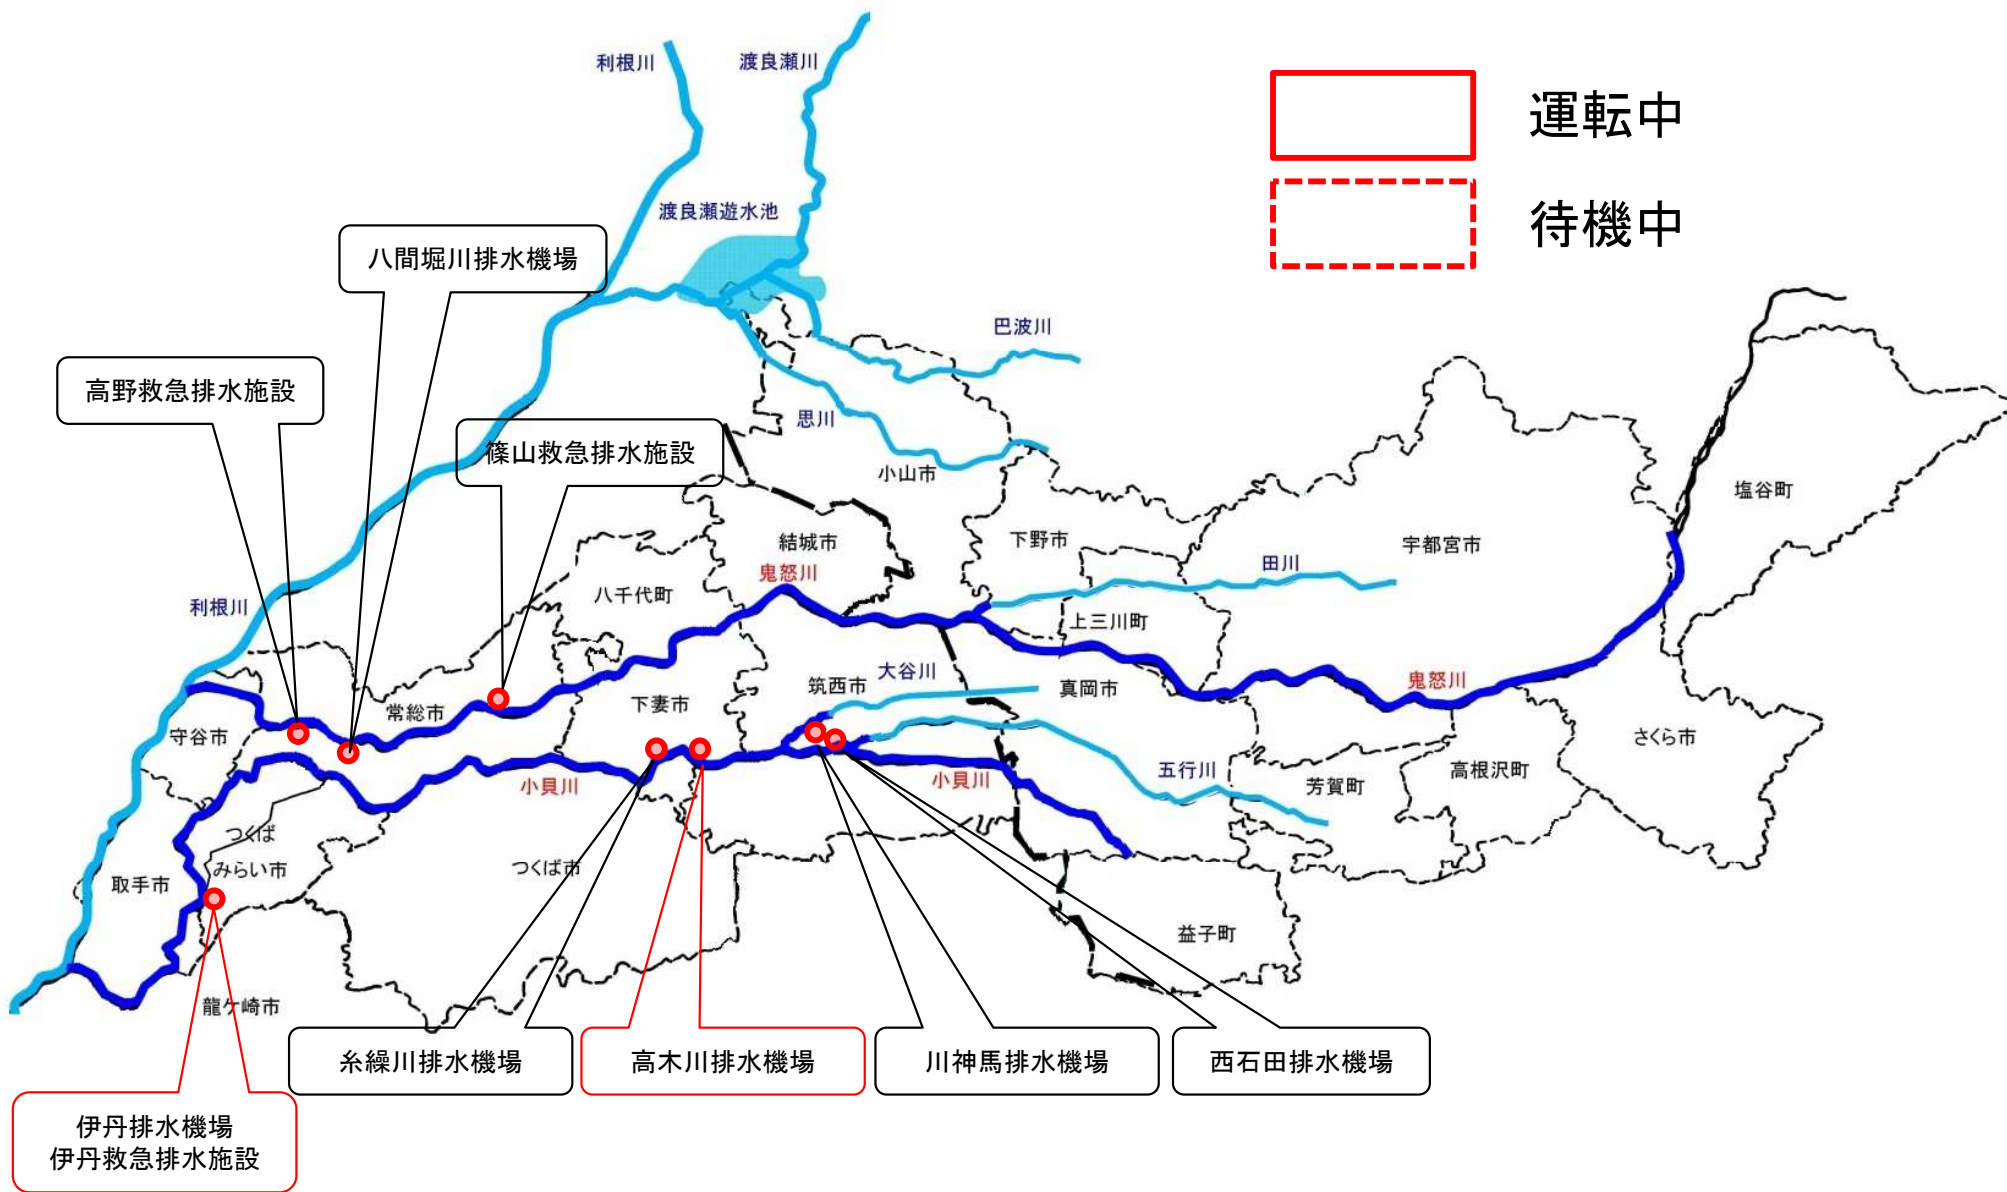 利根川
渡良瀬川
運転中
渡良瀬遊水池
待機中
八間堀川排水機場
巴波川
高野救急排水施設
思川
篠山救急排水施設
小山市
塩谷町
結城市
下野市
宇都宮市
鬼怒川
田川
八千代町
利根川
上三川町
大谷川
筑西市
真岡市
鬼怒川
下妻市
常総市
守谷市
さくら市
小貝川
小貝川
五行川
芳賀町
高根沢町
つくば
みらい市
つくば市
取手市
益子町
龍ケ崎市
糸繰川排水機場
高木川排水機場
川神馬排水機場
西石田排水機場
伊丹排水機場
伊丹救急排水施設